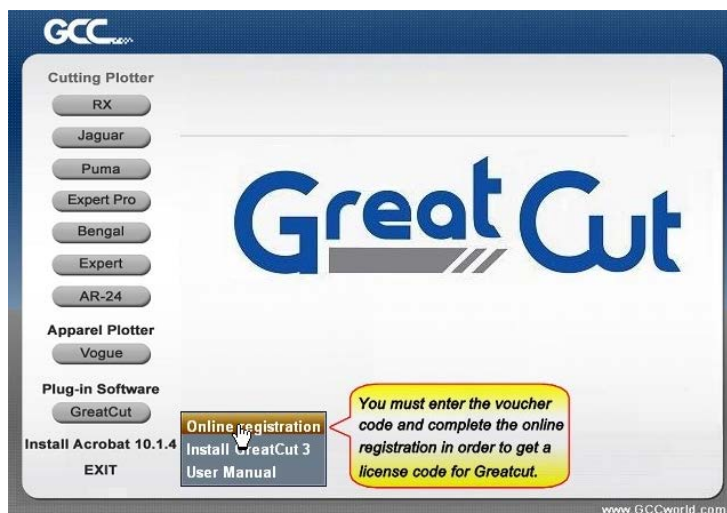 GCC
Cutting Plotter
RX
Jaguar
Puma
Expert Pro
Bengal
Expert
AR-24
Apparel Plotter
Vogue
Plug-in Software
GreatCut
Install Acrobat 10.1.4
EXIT
Great Cut
Online registration
Install GreatCut 3
User Manual
You must enter the voucher
code and complete the online
registration in order to get a
license code for Greatcut.
www.GCCworld.com